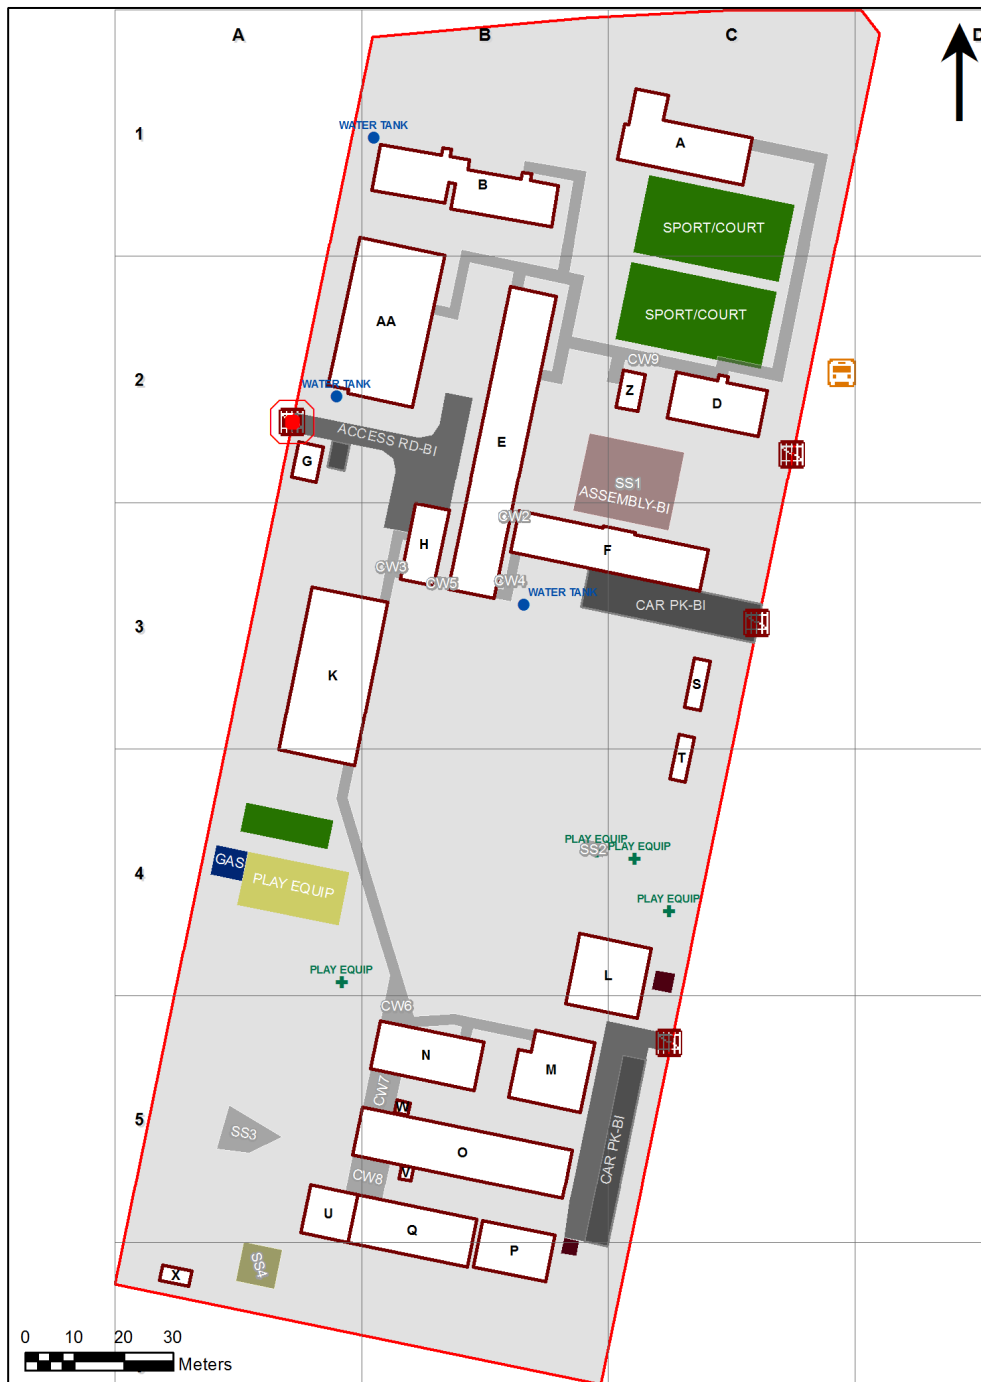 A B C D
1
WATER TANK
A
B
SPORT/COURT
SPORT/COURT
AA
CW9
2
WATER TANK
Z
D
ACCESS RD-BI
E
G
SS1
ASSEMBLY-BI
CW2
H
F
CW3
CW5
CW4
WATER TANK
CAR PK-BI
3
K
S
T
PLAY EQUIP
SS2
PLAY EQUIP
GAS
PLAY EQUIP
4
PLAY EQUIP
PLAY EQUIP
L
CW6
N
M
CW7
W
5
SS3
O
CAR PK-BI
V
CW8
U
Q
P
SS4
X
0 10 20 30
Meters